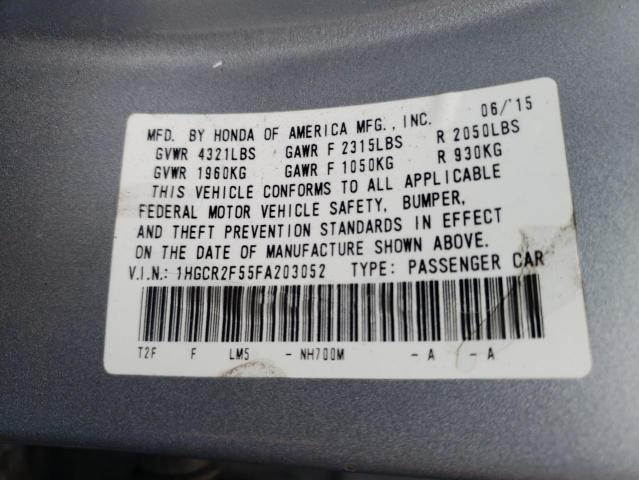 MFD. BY HONDA OF AMERICA MFG., INC. 06/'15
GVWR 4321LBS GAWR F 2315LBS R 2050LBS
GVWR 1960KG GAWR F 1050KG R 930KG
THIS VEHICLE CONFORMS TO ALL APPLICABLE
FEDERAL MOTOR VEHICLE SAFETY, BUMPER,
AND THEFT PREVENTION STANDARDS IN EFFECT
ON THE DATE OF MANUFACTURE SHOWN ABOVE.
V.I.N.: 1HGCR2F55FA203052 TYPE: PASSENGER CAR
T2F F LM5 - NH700M - A - A